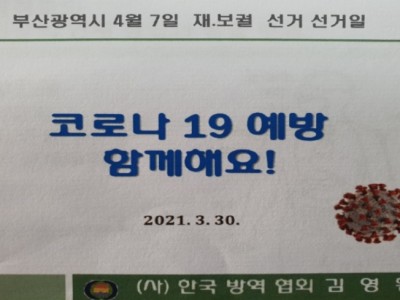 부산광역시 4월 7일 재.보궐 선거 선거일
코로나 19 예방
함께해요!
2021. 3. 30.
(사) 한국 방역 협회 김 영